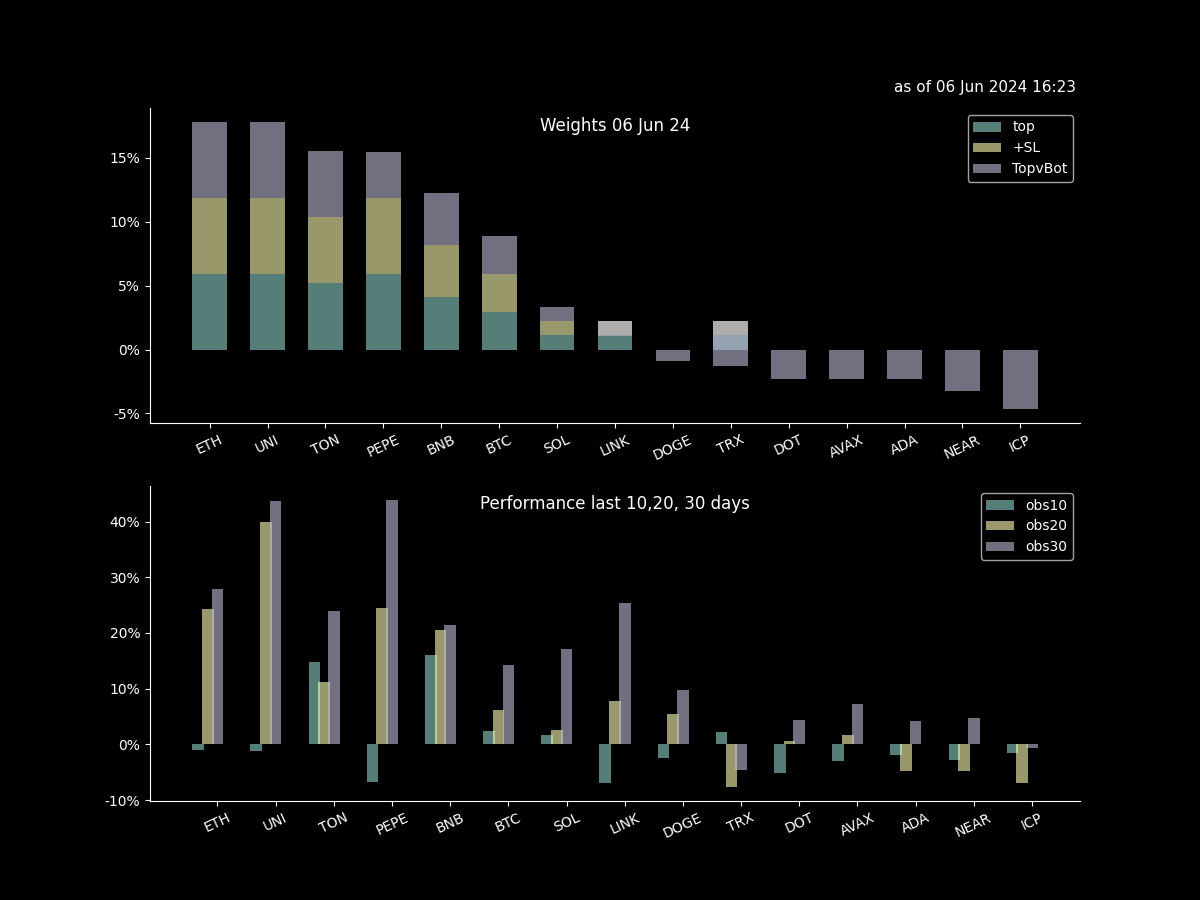 as of 06 Jun 2024 16:23
Weights 06 Jun 24
top
+SL
TopvBot
15%
10%
5%
0%
-5%
ETH UNI TON PEPE BNB BTC SOL LINK DOGE TRX DOT AVAX ADA NEAR ICP
Performance last 10,20, 30 days
obs10
obs20
obs30
40%
30%
20%
10%
0%
-10%
ETH UNI TON PEPE BNB BTC SOL LINK DOGE TRX DOT AVAX ADA NEAR ICP